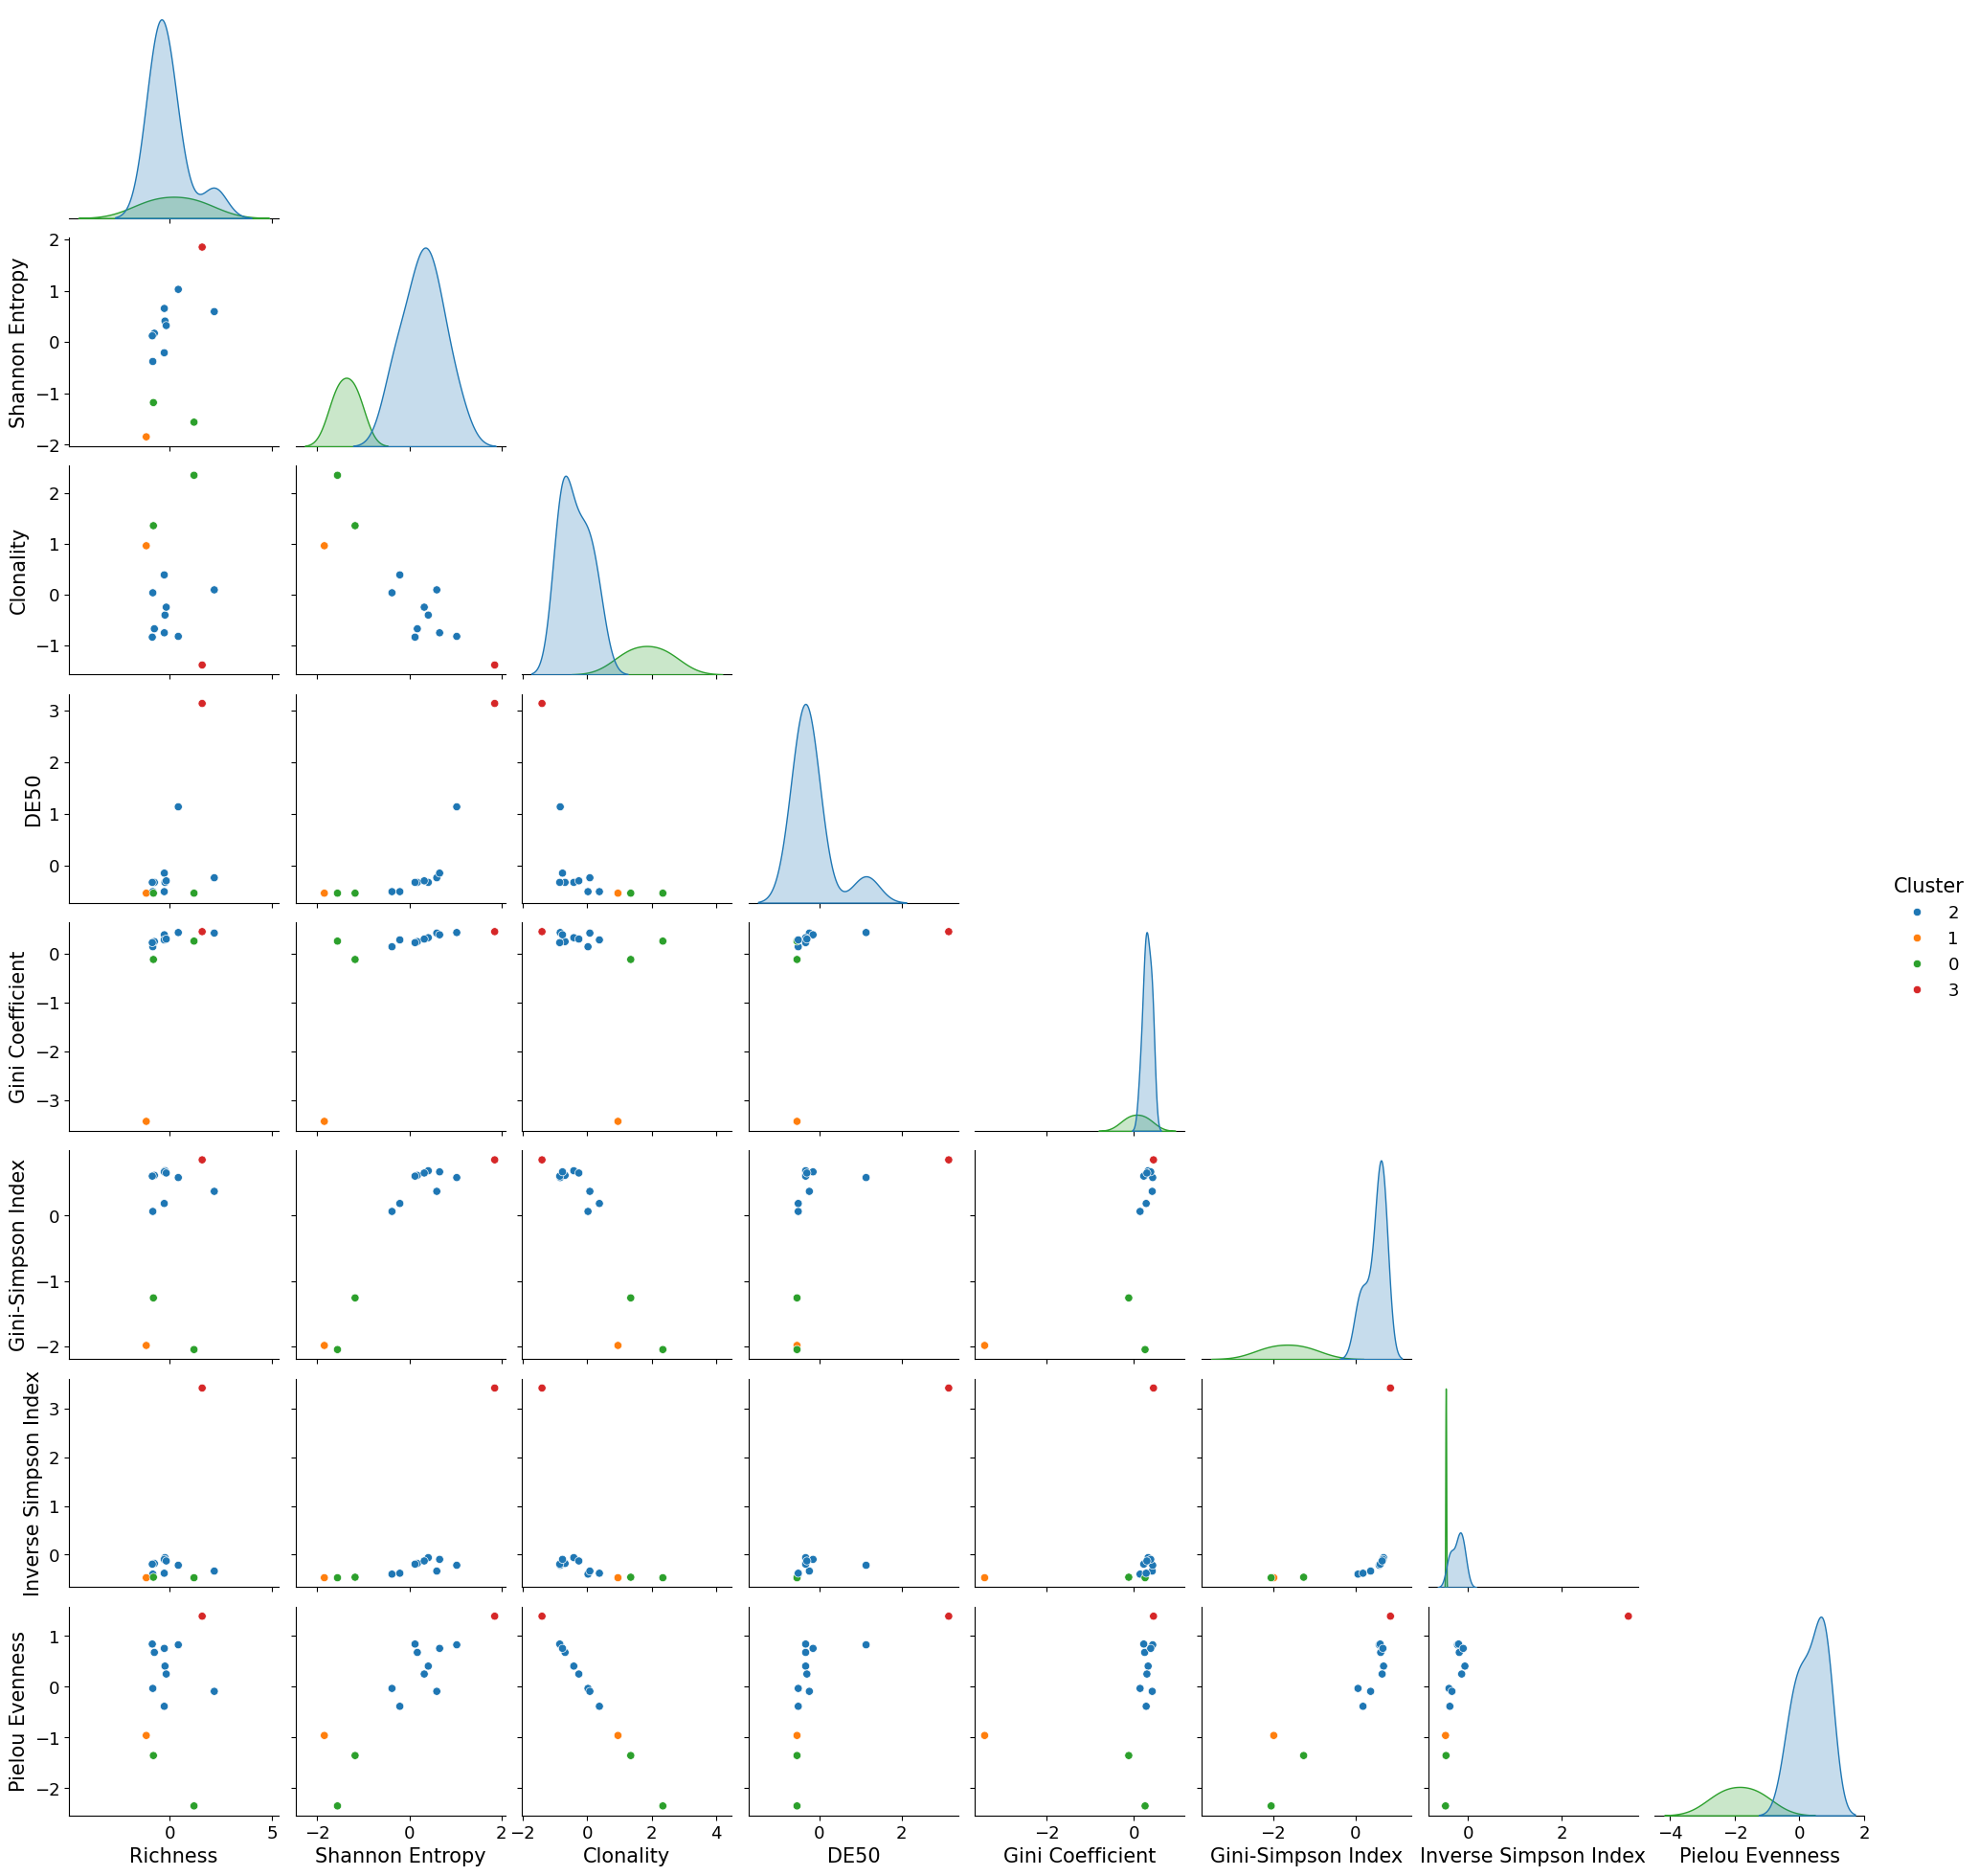 2
1
0
−1
−2
Shannon Entropy
2
1
0
−1
Clonality
3
2
1
0
DE50
0
−1
−2
−3
Gini Coefficient
0
−1
−2
Gini-Simpson Index
3
2
1
0
Inverse Simpson Index
1
0
−1
−2
Pielou Evenness
0 5
Richness
−2 0 2
Shannon Entropy
−2 0 2 4
Clonality
0 2
DE50
−2 0
Gini Coefficient
−2 0
Gini-Simpson Index
0 2
Inverse Simpson Index
−4 −2 0 2
Pielou Evenness
Cluster
2
1
0
3